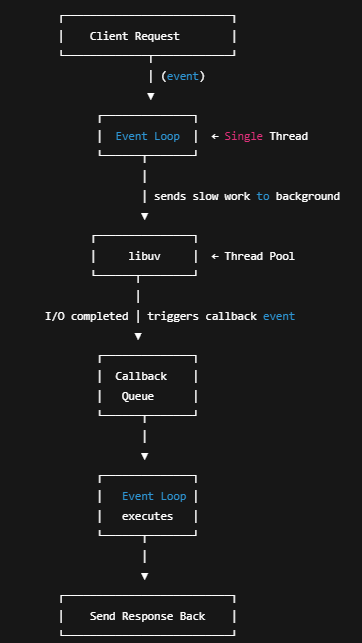 Client Request
(event)
Event Loop ← Single Thread
sends slow work to background
libuv ← Thread Pool
I/O completed triggers callback event
Callback
Queue
Event Loop
executes
Send Response Back